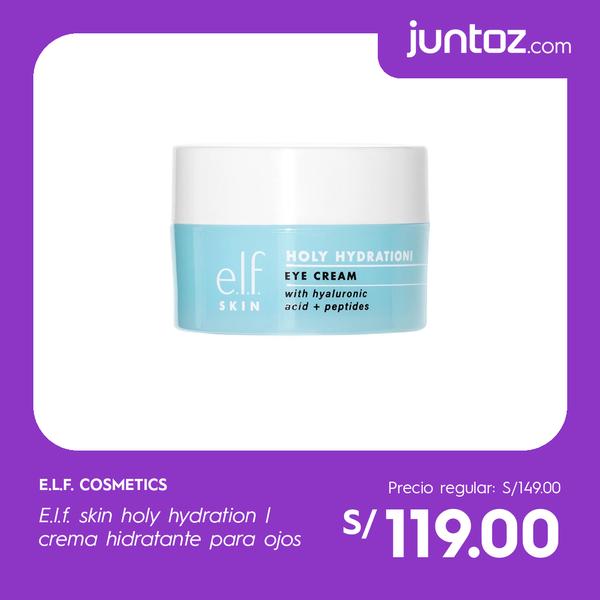 juntoz.com
e.l.f.
SKIN
HOLY HYDRATION!
EYE CREAM
with hyaluronic
acid + peptides
E.L.F. COSMETICS
E.l.f. skin holy hydration |
crema hidratante para ojos
Precio regular: S/149.00
S/119.00